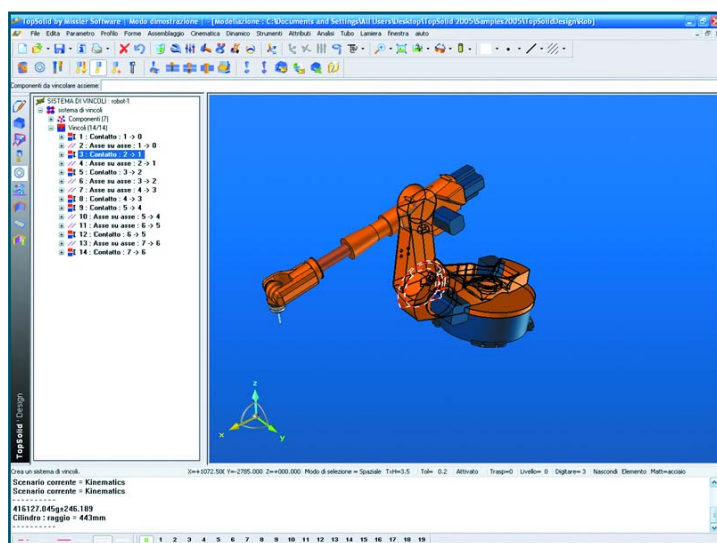 TopSolid by Missler Software | Modo dimostrazione - [Modellazione : C:\Documents and Settings\All Users\Desktop\TopSolid 2005\Samples2005\TopSolidDesign\Rob]
File Edita Parametro Profilo Forme Assemblaggio Cinematica Dinamico Strumenti Attributi Analisi Tubo Lamiera finestra aiuto
Componenti da vincolare assieme:
SISTEMA DI VINCOLI : robot-1
sistema di vincoli
Componenti (7)
Vincoli (14/14)
1 : Contatto : 1 -> 0
2 : Asse su asse : 1 -> 0
3 : Contatto : 2 -> 1
4 : Asse su asse : 2 -> 1
5 : Contatto : 3 -> 2
6 : Asse su asse : 3 -> 2
7 : Asse su asse : 4 -> 3
8 : Contatto : 4 -> 3
9 : Contatto : 5 -> 4
10 : Asse su asse : 5 -> 4
11 : Asse su asse : 6 -> 5
12 : Contatto : 6 -> 5
13 : Asse su asse : 7 -> 6
14 : Contatto : 7 -> 6
TopSolid'Design
z
x
y
Crea un sistema di vincoli.
X=+1072.500 Y=-2785.000 Z=+000.000 Modo di selezione = Spaziale TxH=3.5 Tol= 0.2 Attivato Trasp=0 Livello= 0 Digitare= 3 Nascondi Elemento Matt=acciaio
Scenario corrente = Kinematics
Scenario corrente = Kinematics
----------
416127.045g±246.189
Cilindro : raggio = 443mm
----------
0 1 2 3 4 5 6 7 8 9 10 11 12 13 14 15 16 17 18 19